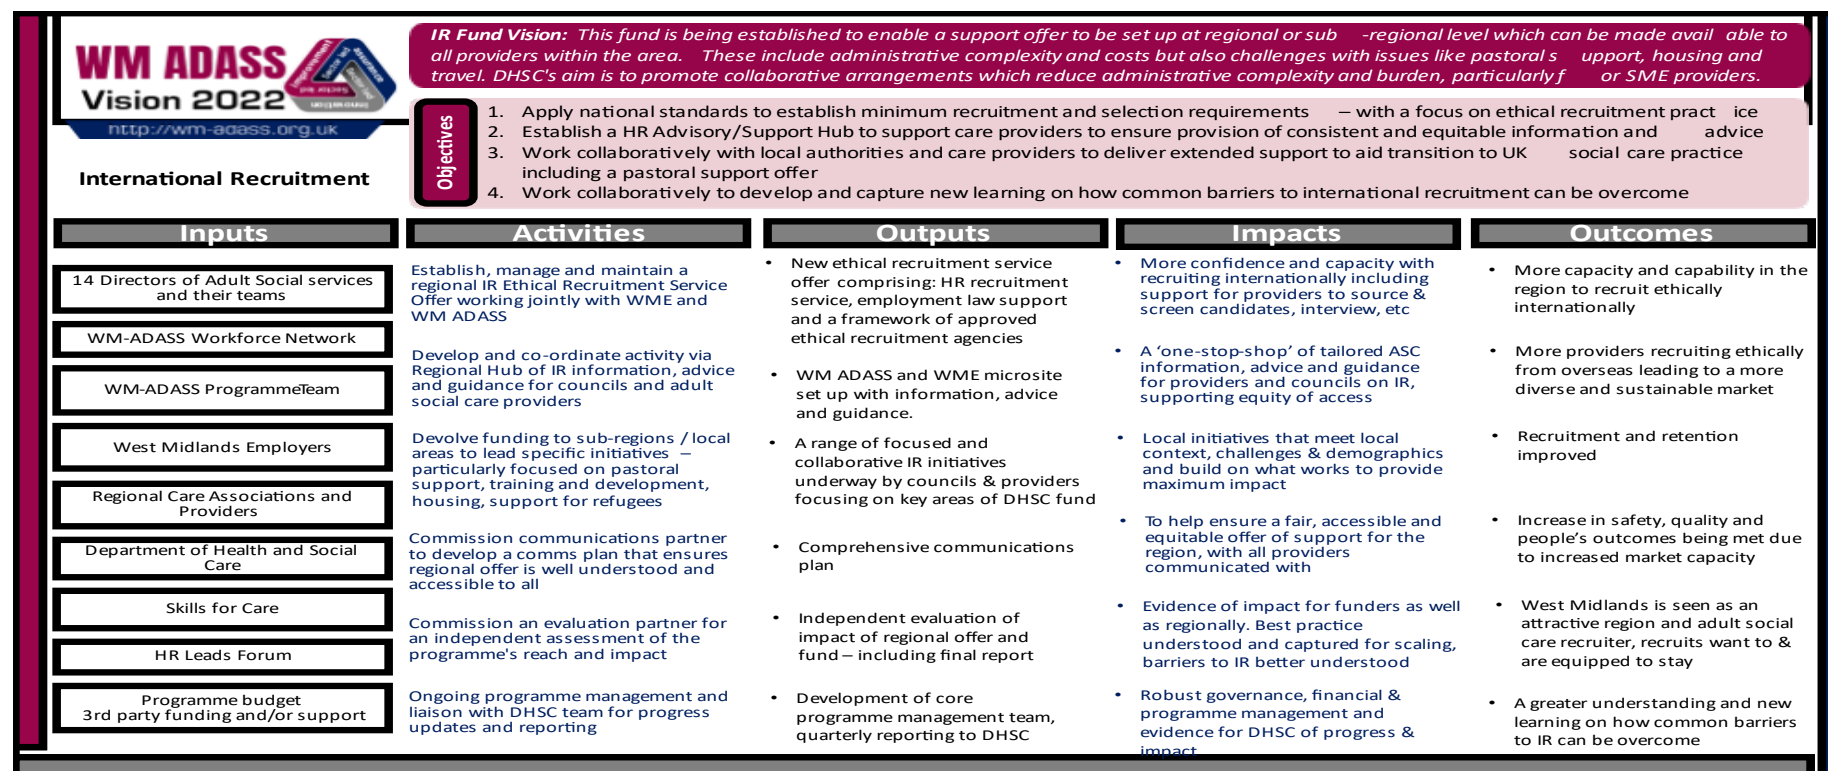 WM ADASS
Vision 2022
http://wm-adass.org.uk
International Recruitment
IR Fund Vision: This fund is being established to enable a support offer to be set up at regional or sub -regional level which can be made avail able to
all providers within the area. These include administrative complexity and costs but also challenges with issues like pastoral s upport, housing and
travel. DHSC's aim is to promote collaborative arrangements which reduce administrative complexity and burden, particularly f or SME providers.
Objectives
1. Apply national standards to establish minimum recruitment and selection requirements – with a focus on ethical recruitment pract ice
2. Establish a HR Advisory/Support Hub to support care providers to ensure provision of consistent and equitable information and advice
3. Work collaboratively with local authorities and care providers to deliver extended support to aid transition to UK social care practice
including a pastoral support offer
4. Work collaboratively to develop and capture new learning on how common barriers to international recruitment can be overcome
Inputs
14 Directors of Adult Social services
and their teams
WM-ADASS Workforce Network
WM-ADASS ProgrammeTeam
West Midlands Employers
Regional Care Associations and
Providers
Department of Health and Social
Care
Skills for Care
HR Leads Forum
Programme budget
3rd party funding and/or support
Activities
Establish, manage and maintain a
regional IR Ethical Recruitment Service
Offer working jointly with WME and
WM ADASS
Develop and co-ordinate activity via
Regional Hub of IR information, advice
and guidance for councils and adult
social care providers
Devolve funding to sub-regions / local
areas to lead specific initiatives –
particularly focused on pastoral
support, training and development,
housing, support for refugees
Commission communications partner
to develop a comms plan that ensures
regional offer is well understood and
accessible to all
Commission an evaluation partner for
an independent assessment of the
programme's reach and impact
Ongoing programme management and
liaison with DHSC team for progress
updates and reporting
Outputs
• New ethical recruitment service
offer comprising: HR recruitment
service, employment law support
and a framework of approved
ethical recruitment agencies
• WM ADASS and WME microsite
set up with information, advice
and guidance.
• A range of focused and
collaborative IR initiatives
underway by councils & providers
focusing on key areas of DHSC fund
• Comprehensive communications
plan
• Independent evaluation of
impact of regional offer and
fund – including final report
• Development of core
programme management team,
quarterly reporting to DHSC
Impacts
• More confidence and capacity with
recruiting internationally including
support for providers to source &
screen candidates, interview, etc
• A ‘one-stop-shop’ of tailored ASC
information, advice and guidance
for providers and councils on IR,
supporting equity of access
• Local initiatives that meet local
context, challenges & demographics
and build on what works to provide
maximum impact
• To help ensure a fair, accessible and
equitable offer of support for the
region, with all providers
communicated with
• Evidence of impact for funders as well
as regionally. Best practice
understood and captured for scaling,
barriers to IR better understood
• Robust governance, financial &
programme management and
evidence for DHSC of progress &
impact
Outcomes
• More capacity and capability in the
region to recruit ethically
internationally
• More providers recruiting ethically
from overseas leading to a more
diverse and sustainable market
• Recruitment and retention
improved
• Increase in safety, quality and
people’s outcomes being met due
to increased market capacity
• West Midlands is seen as an
attractive region and adult social
care recruiter, recruits want to &
are equipped to stay
• A greater understanding and new
learning on how common barriers
to IR can be overcome